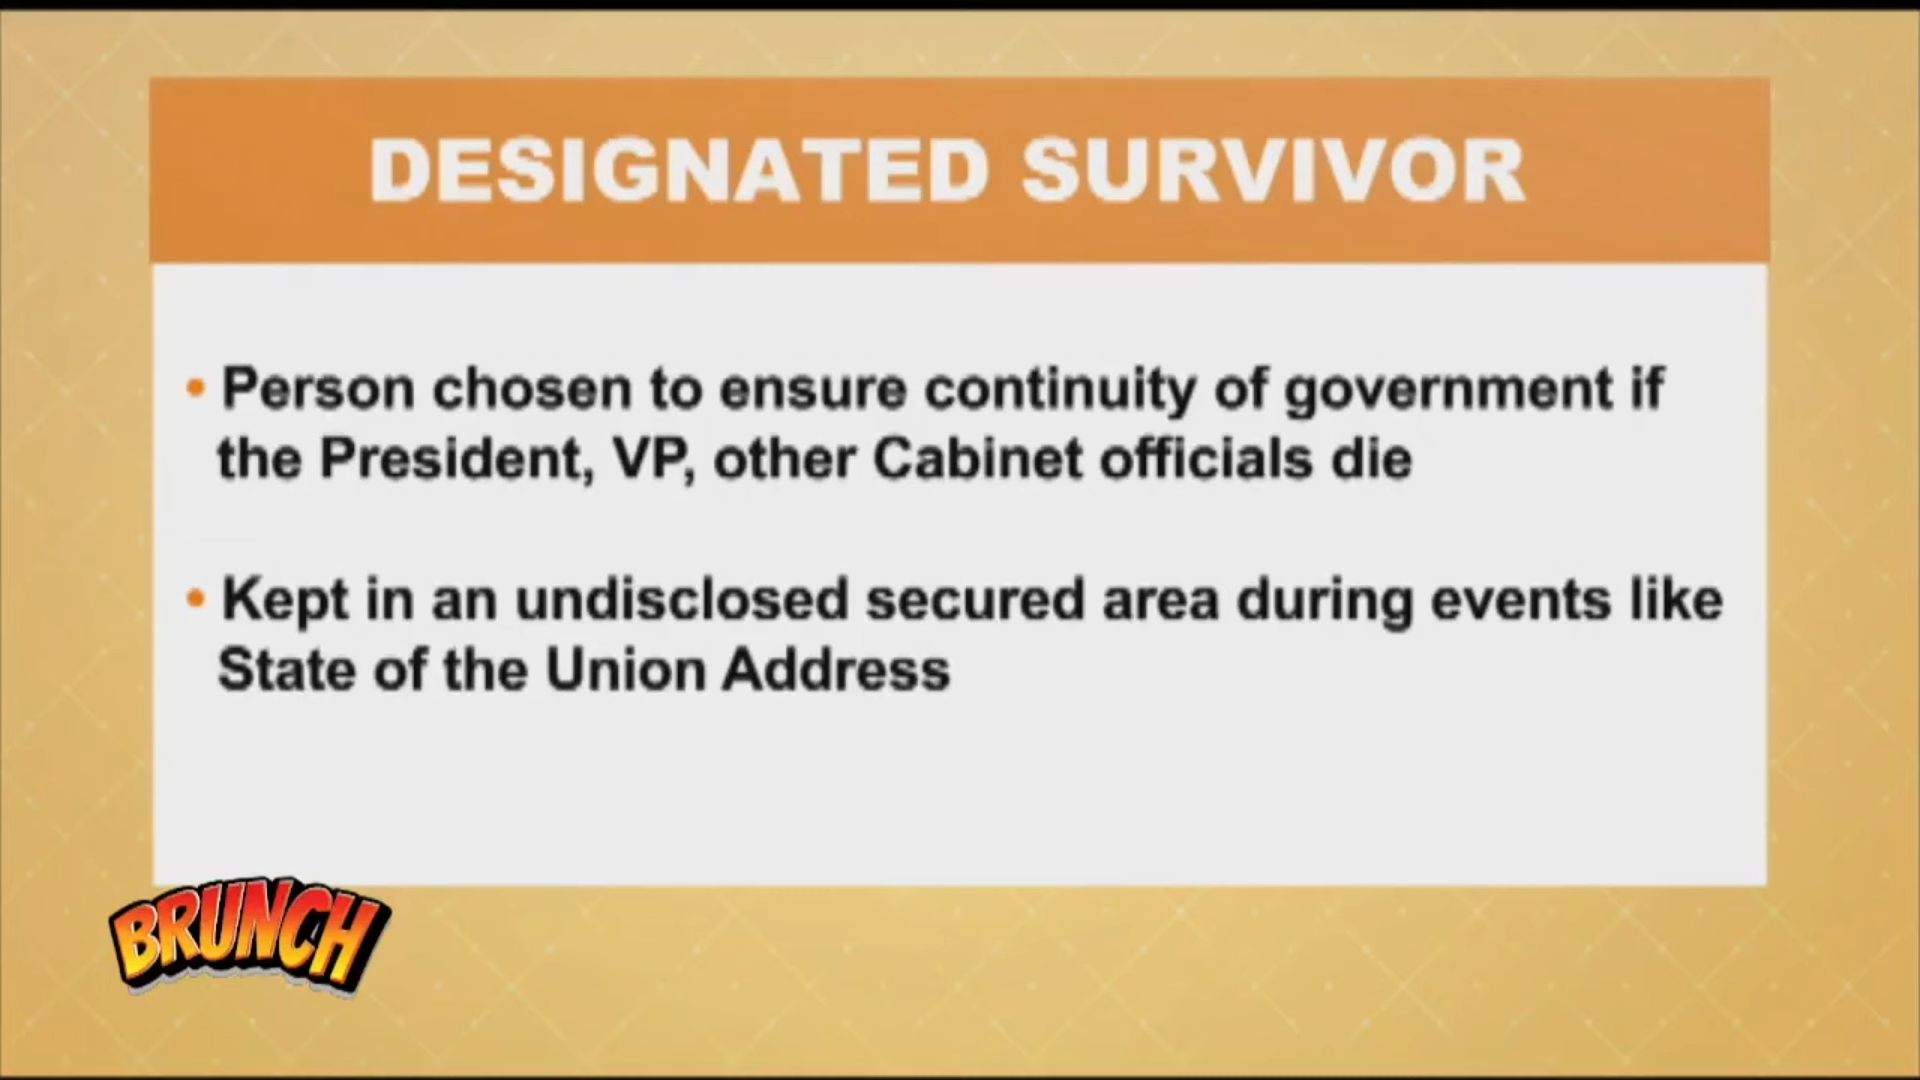 DESIGNATED SURVIVOR
• Person chosen to ensure continuity of government if
the President, VP, other Cabinet officials die
• Kept in an undisclosed secured area during events like
State of the Union Address
BRUNCH